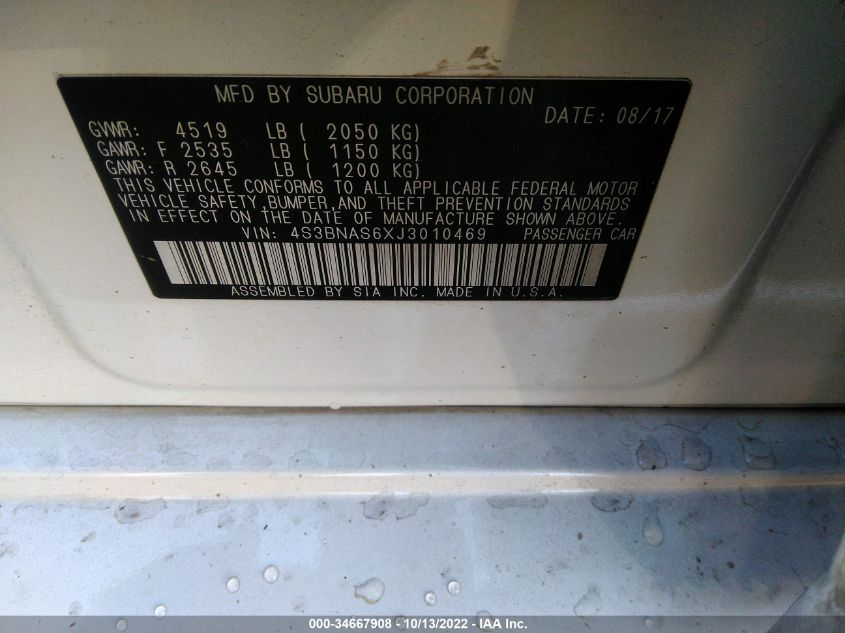 MFD BY SUBARU CORPORATION
DATE: 08/17
GVWR: 4519 LB ( 2050 KG)
GAWR: F 2535 LB ( 1150 KG)
GAWR: R 2645 LB ( 1200 KG)
THIS VEHICLE CONFORMS TO ALL APPLICABLE FEDERAL MOTOR
VEHICLE SAFETY,BUMPER,AND THEFT PREVENTION STANDARDS
IN EFFECT ON THE DATE OF MANUFACTURE SHOWN ABOVE.
VIN: 4S3BNAS6XJ3010469 PASSENGER CAR
ASSEMBLED BY SIA INC. MADE IN U.S.A.
000-34667908 - 10/13/2022 - IAA Inc.